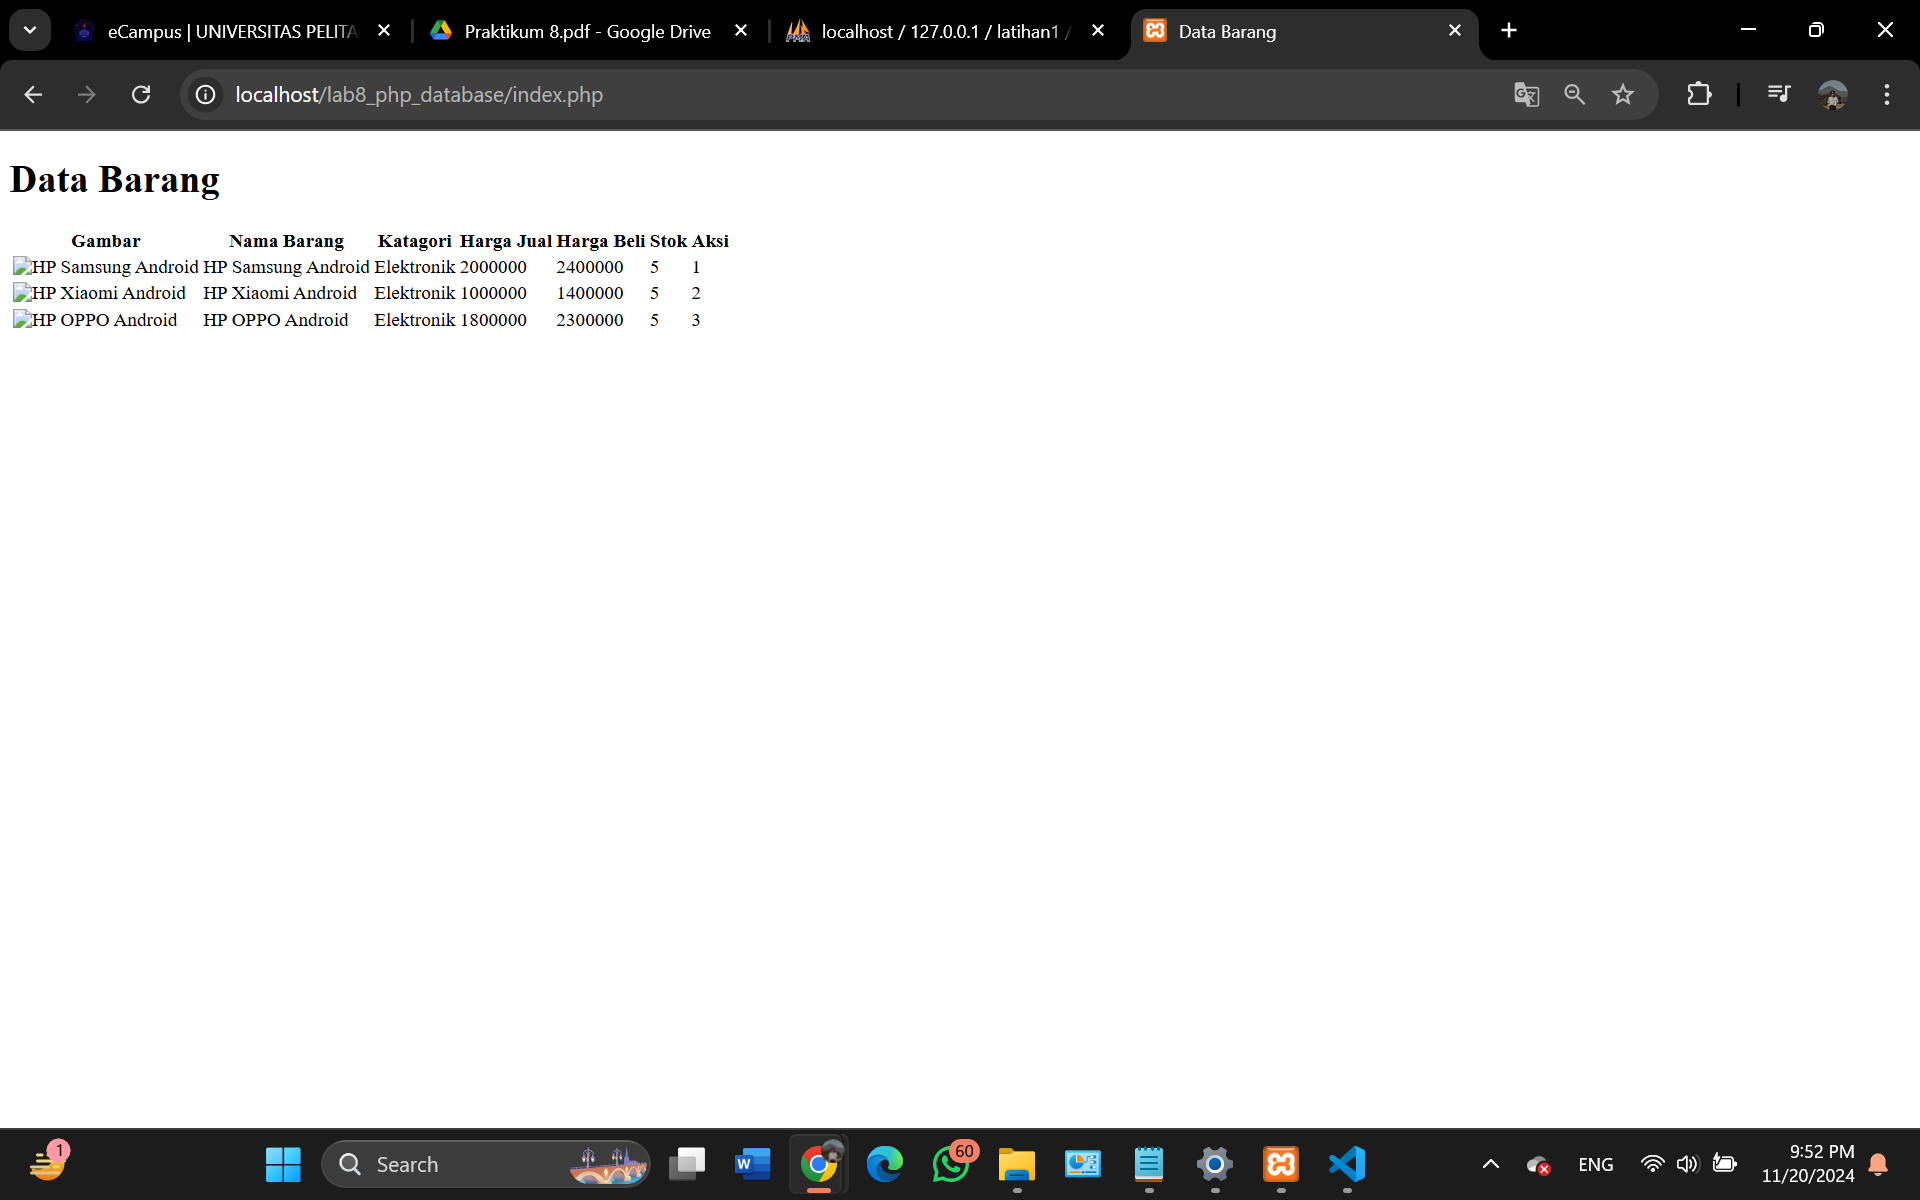 eCampus | UNIVERSITAS PELITA
Praktikum 8.pdf - Google Drive
localhost / 127.0.0.1 / latihan1 /
Data Barang
localhost/lab8_php_database/index.php
Data Barang
Gambar Nama Barang Katagori Harga Jual Harga Beli Stok Aksi
HP Samsung Android HP Samsung Android Elektronik 2000000 2400000 5 1
HP Xiaomi Android HP Xiaomi Android Elektronik 1000000 1400000 5 2
HP OPPO Android HP OPPO Android Elektronik 1800000 2300000 5 3
1
Search
60
ENG
9:52 PM
11/20/2024